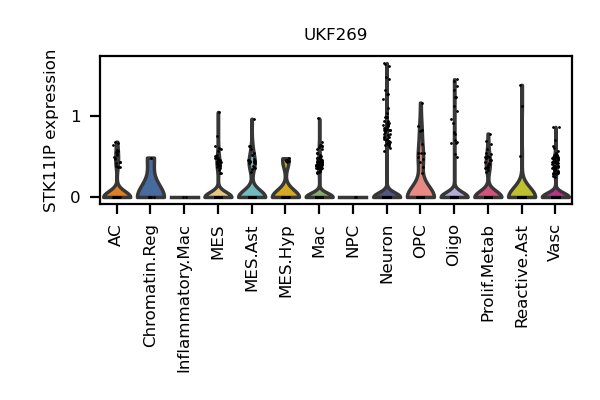 UKF269
STK11IP expression
1
0
AC
Chromatin.Reg
Inflammatory.Mac
MES
MES.Ast
MES.Hyp
Mac
NPC
Neuron
OPC
Oligo
Prolif.Metab
Reactive.Ast
Vasc